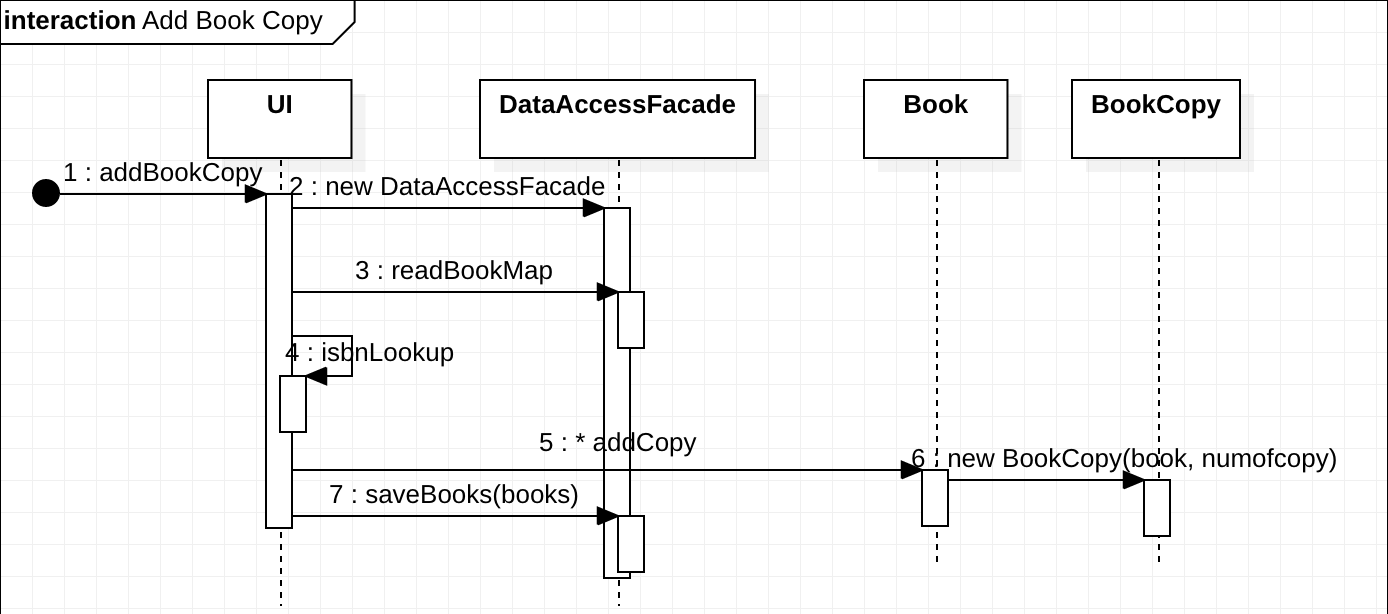 interaction Add Book Copy
UI
DataAccessFacade
Book
BookCopy
1 : addBookCopy
2 : new DataAccessFacade
3 : readBookMap
4 : isbnLookup
5 : * addCopy
6 : new BookCopy(book, numofcopy)
7 : saveBooks(books)